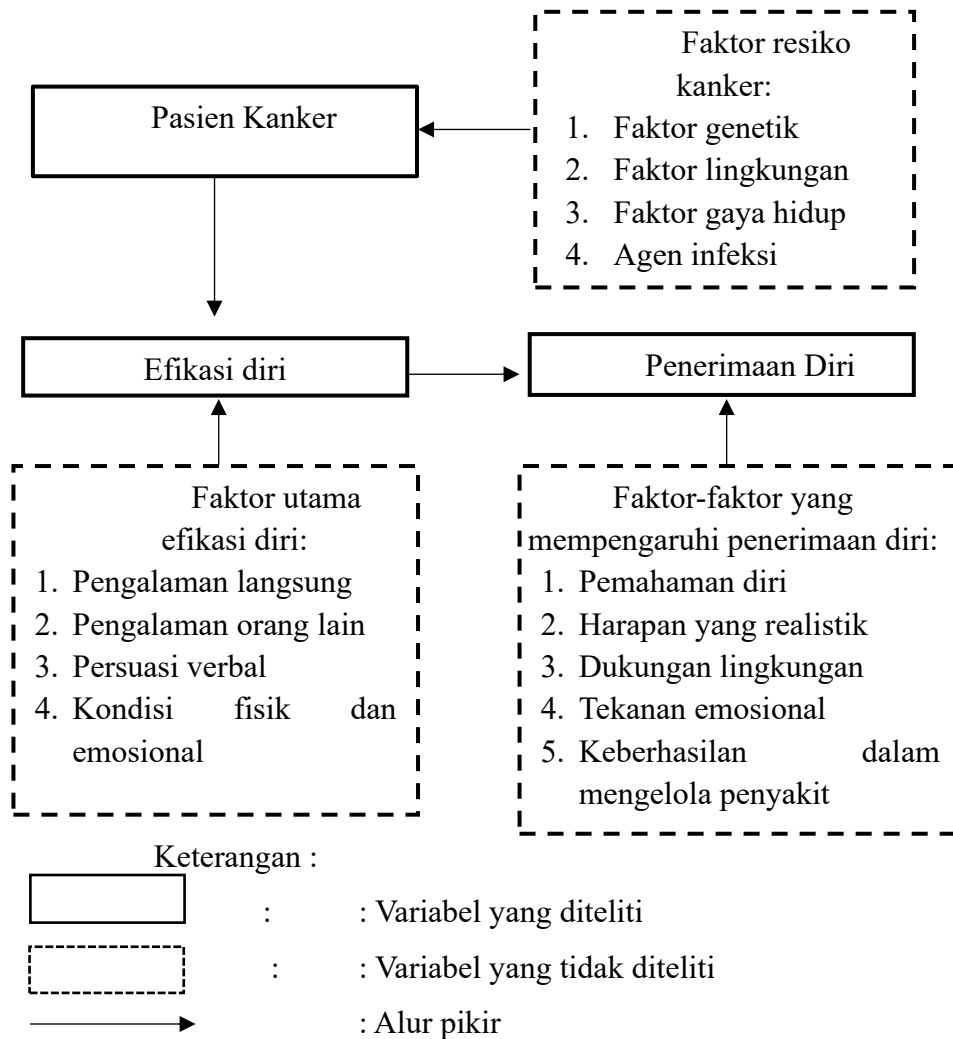 Faktor resiko
kanker:
1. Faktor genetik
2. Faktor lingkungan
3. Faktor gaya hidup
4. Agen infeksi
Pasien Kanker
Efikasi diri
Penerimaan Diri
Faktor utama
efikasi diri:
1. Pengalaman langsung
2. Pengalaman orang lain
3. Persuasi verbal
4. Kondisi fisik dan
emosional
Faktor-faktor yang
mempengaruhi penerimaan diri:
1. Pemahaman diri
2. Harapan yang realistik
3. Dukungan lingkungan
4. Tekanan emosional
5. Keberhasilan dalam
mengelola penyakit
Keterangan :
: : Variabel yang diteliti
: : Variabel yang tidak diteliti
: Alur pikir